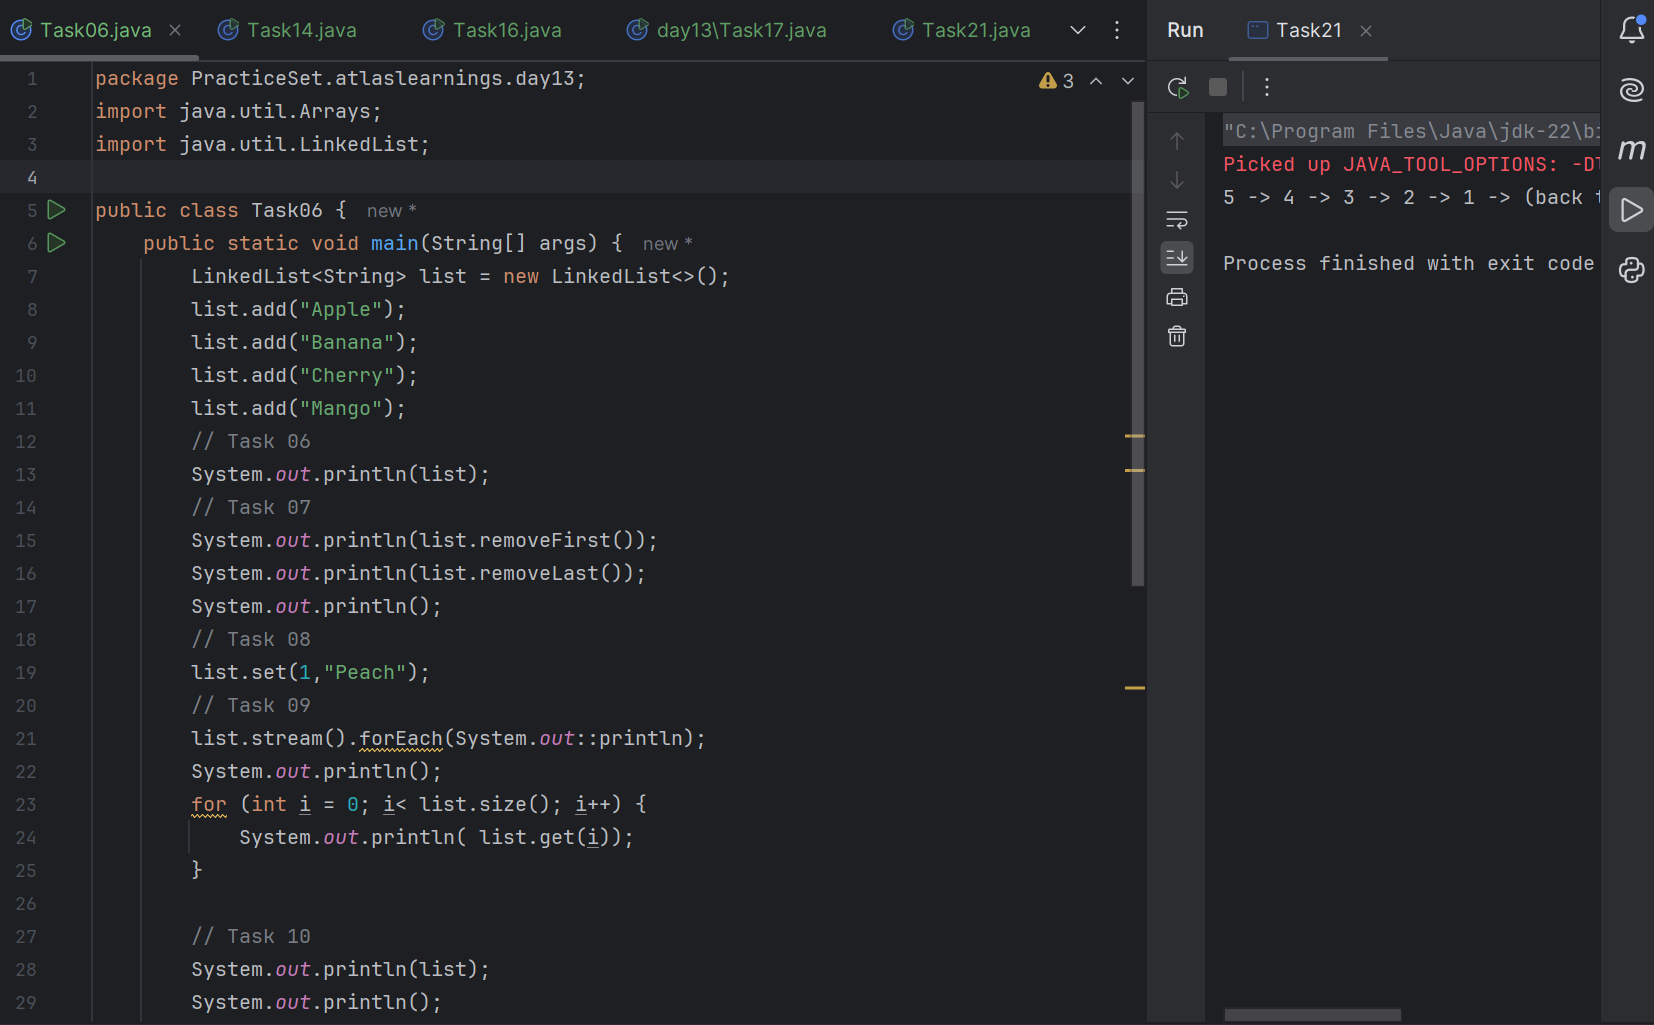 Task06.java
Task14.java
Task16.java
day13\Task17.java
Task21.java
Run
Task21
3
1 package PracticeSet.atlaslearnings.day13;
2 import java.util.Arrays;
3 import java.util.LinkedList;
4
5 public class Task06 { new *
6 public static void main(String[] args) { new *
7 LinkedList<String> list = new LinkedList<>();
8 list.add("Apple");
9 list.add("Banana");
10 list.add("Cherry");
11 list.add("Mango");
12 // Task 06
13 System.out.println(list);
14 // Task 07
15 System.out.println(list.removeFirst());
16 System.out.println(list.removeLast());
17 System.out.println();
18 // Task 08
19 list.set(1,"Peach");
20 // Task 09
21 list.stream().forEach(System.out::println);
22 System.out.println();
23 for (int i = 0; i< list.size(); i++) {
24 System.out.println( list.get(i));
25 }
26
27 // Task 10
28 System.out.println(list);
29 System.out.println();
"C:\Program Files\Java\jdk-22\bi
Picked up JAVA_TOOL_OPTIONS: -D
5 -> 4 -> 3 -> 2 -> 1 -> (back
Process finished with exit code
m